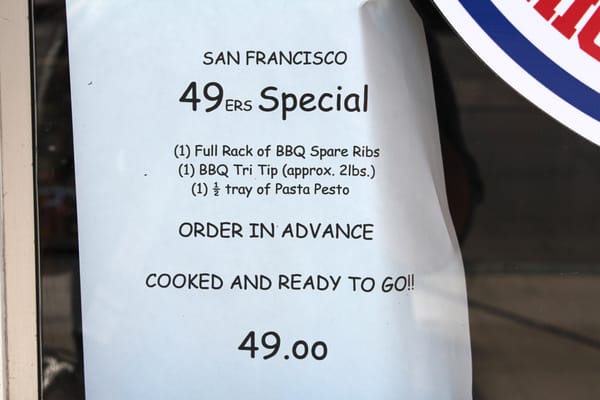 SAN FRANCISCO
49ERS Special
(1) Full Rack of BBQ Spare Ribs
(1) BBQ Tri Tip (approx. 2lbs.)
(1) ½ tray of Pasta Pesto
ORDER IN ADVANCE
COOKED AND READY TO GO!!
49.00